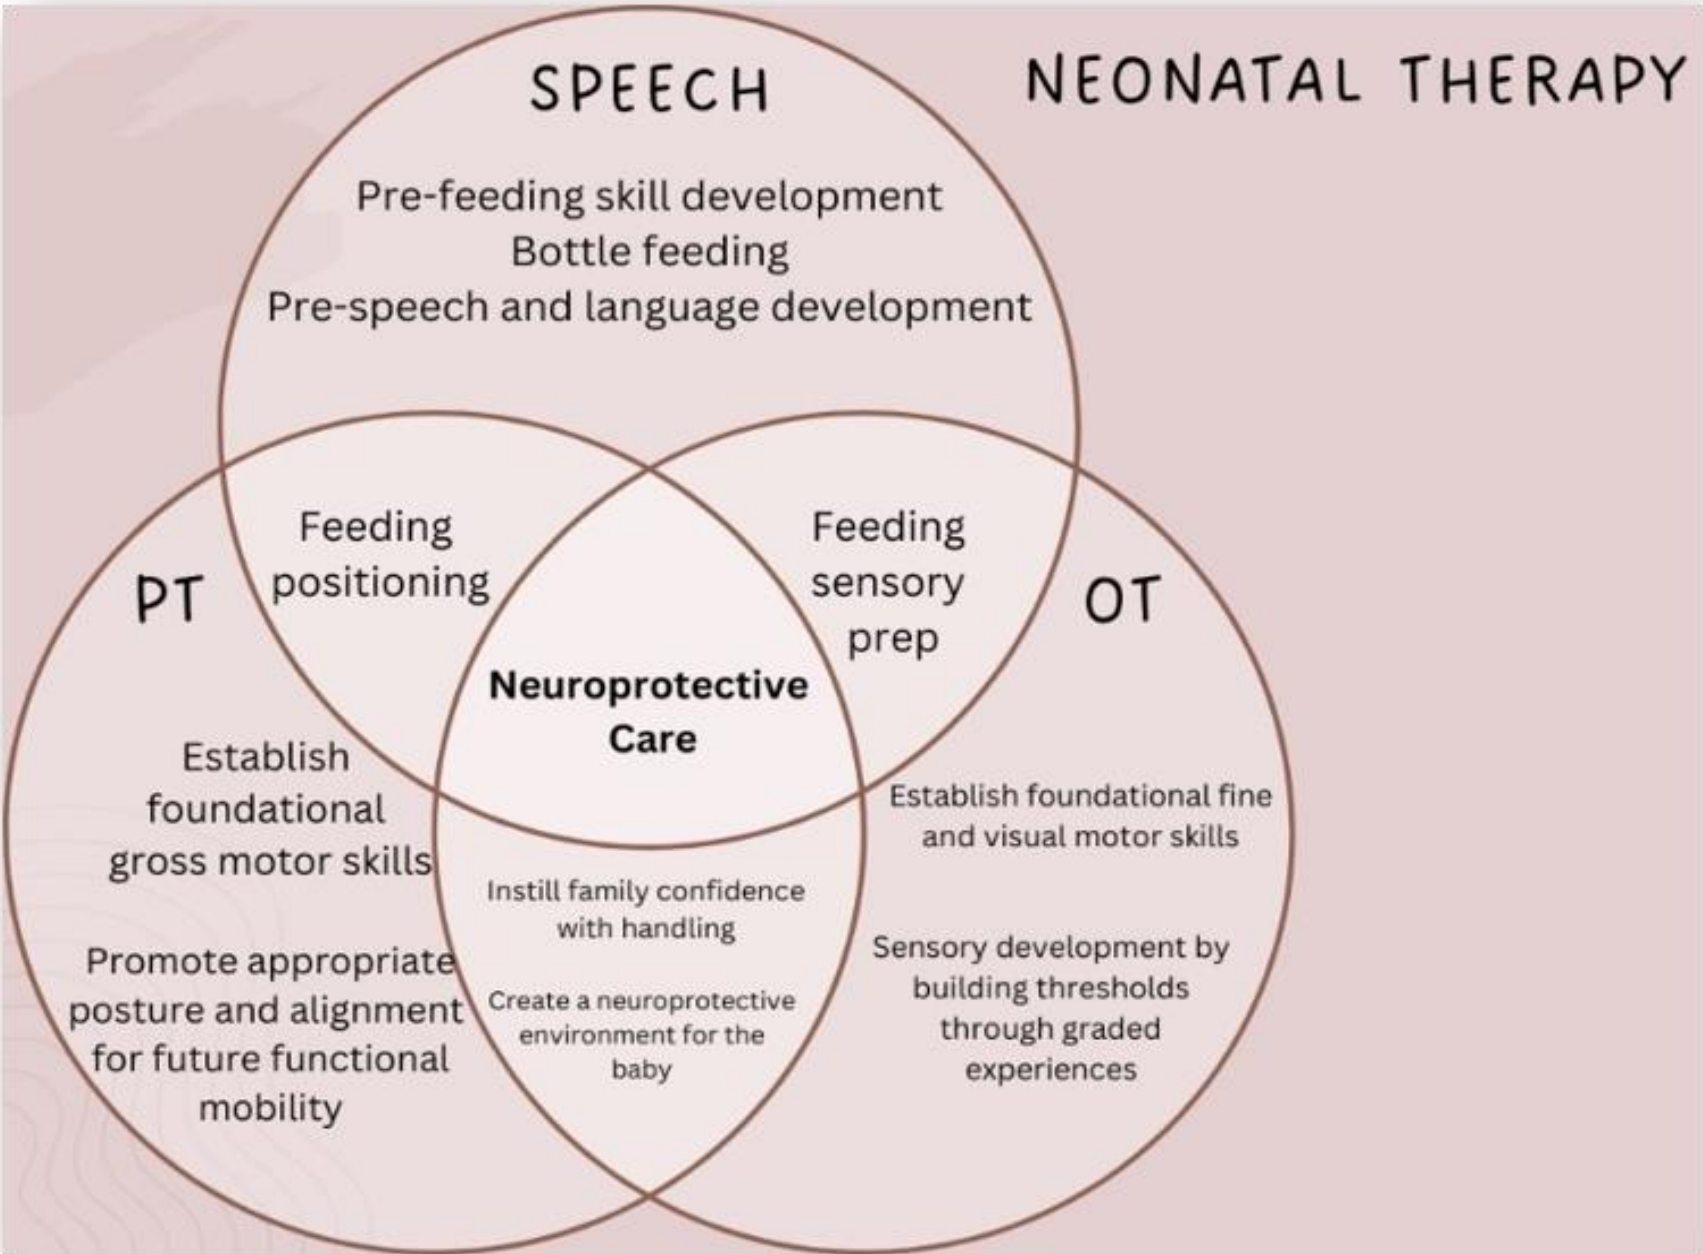 SPEECH
NEONATAL THERAPY
Pre-feeding skill development
Bottle feeding
Pre-speech and language development
Feeding
positioning
Feeding
sensory
prep
PT
OT
Neuroprotective
Care
Establish
foundational
gross motor skills
Promote appropriate
posture and alignment
for future functional
mobility
Instill family confidence
with handling
Create a neuroprotective
environment for the
baby
Establish foundational fine
and visual motor skills
Sensory development by
building thresholds
through graded
experiences